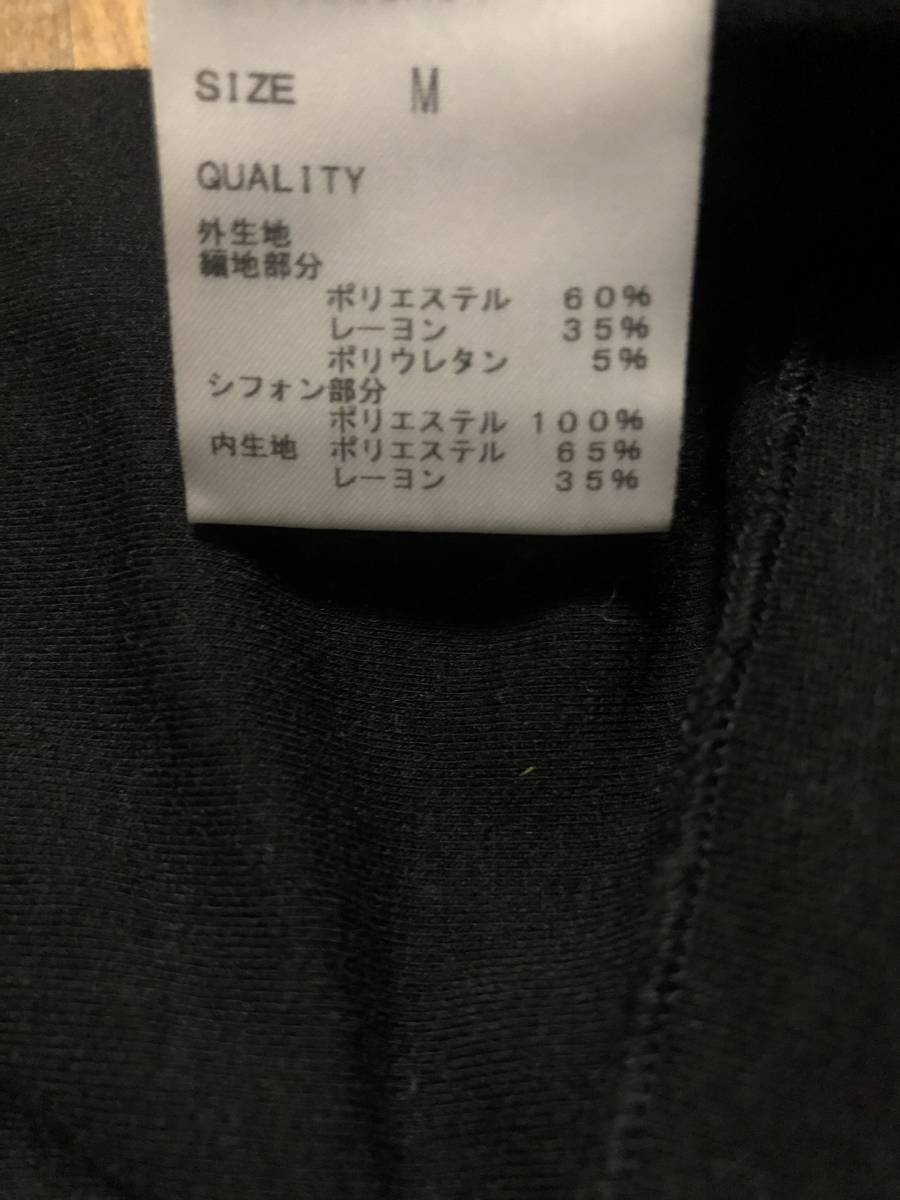 SIZE M
QUALITY
外生地
編地部分
ポリエステル 60%
レーヨン 35%
ポリウレタン 5%
シフォン部分
ポリエステル 100%
内生地 ポリエステル 65%
レーヨン 35%